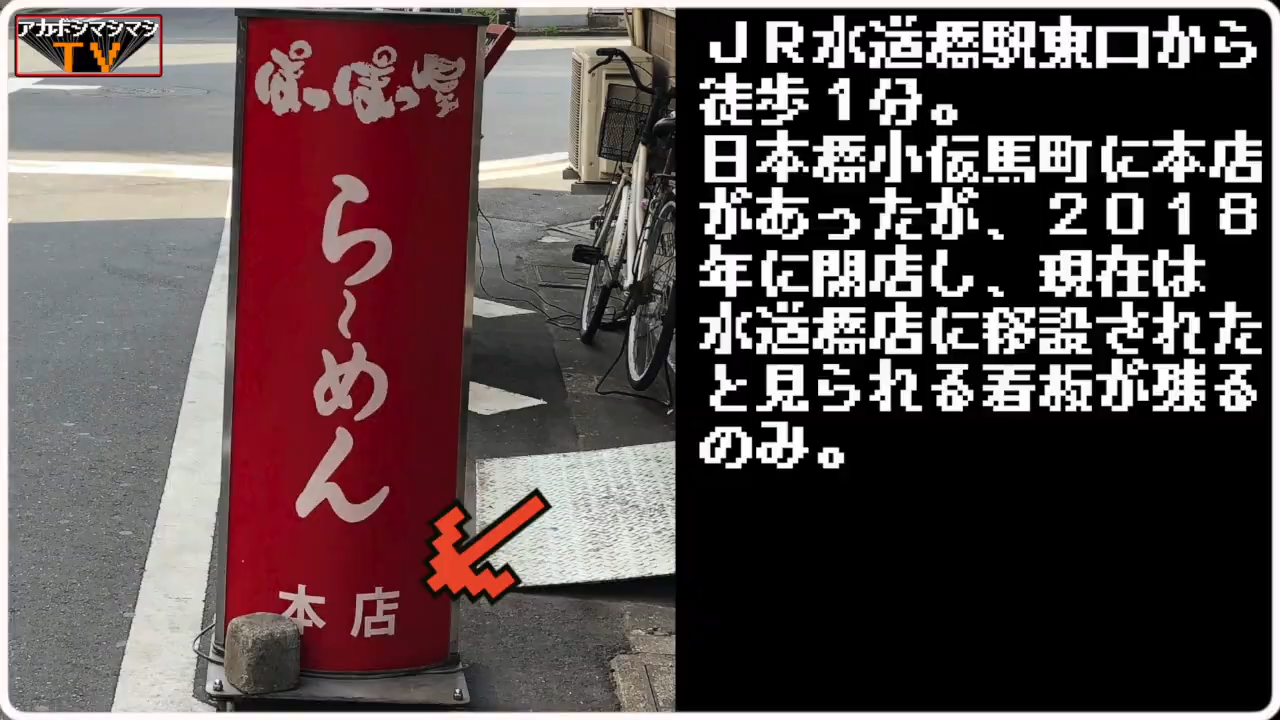 アカボシマシマシ
TV
ぽっぽっ屋
ら〜めん
本店
JR水道橋駅東口から
徒歩1分。
日本橋小伝馬町に本店
があったが、2018
年に閉店し、現在は
水道橋店に移設された
と見られる看板が残る
のみ。